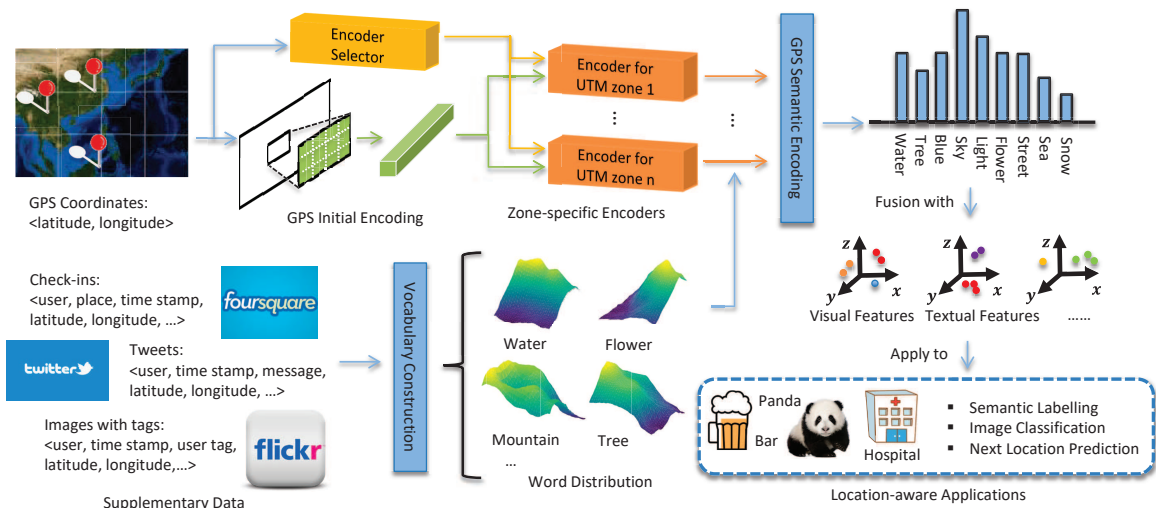 Encoder
Selector
GPS Coordinates:
<latitude, longitude>
GPS Initial Encoding
Encoder for
UTM zone 1
...
Encoder for
UTM zone n
Zone-specific Encoders
...
GPS Semantic Encoding
Water
Tree
Blue
Sky
Light
Flower
Street
Sea
Snow
Fusion with
z
y
x
Visual Features
z
y
x
Textual Features
z
y
x
……
Apply to
Check-ins:
<user, place, time stamp,
latitude, longitude, …>
foursquare
twitter
Tweets:
<user, time stamp, message,
latitude, longitude, …>
Images with tags:
<user, time stamp, user tag,
latitude, longitude,…>
flickr
Supplementary Data
Vocabulary Construction
Water
Flower
Mountain
Tree
…
Word Distribution
Panda
Bar
Hospital
▪ Semantic Labelling
▪ Image Classification
▪ Next Location Prediction
Location-aware Applications